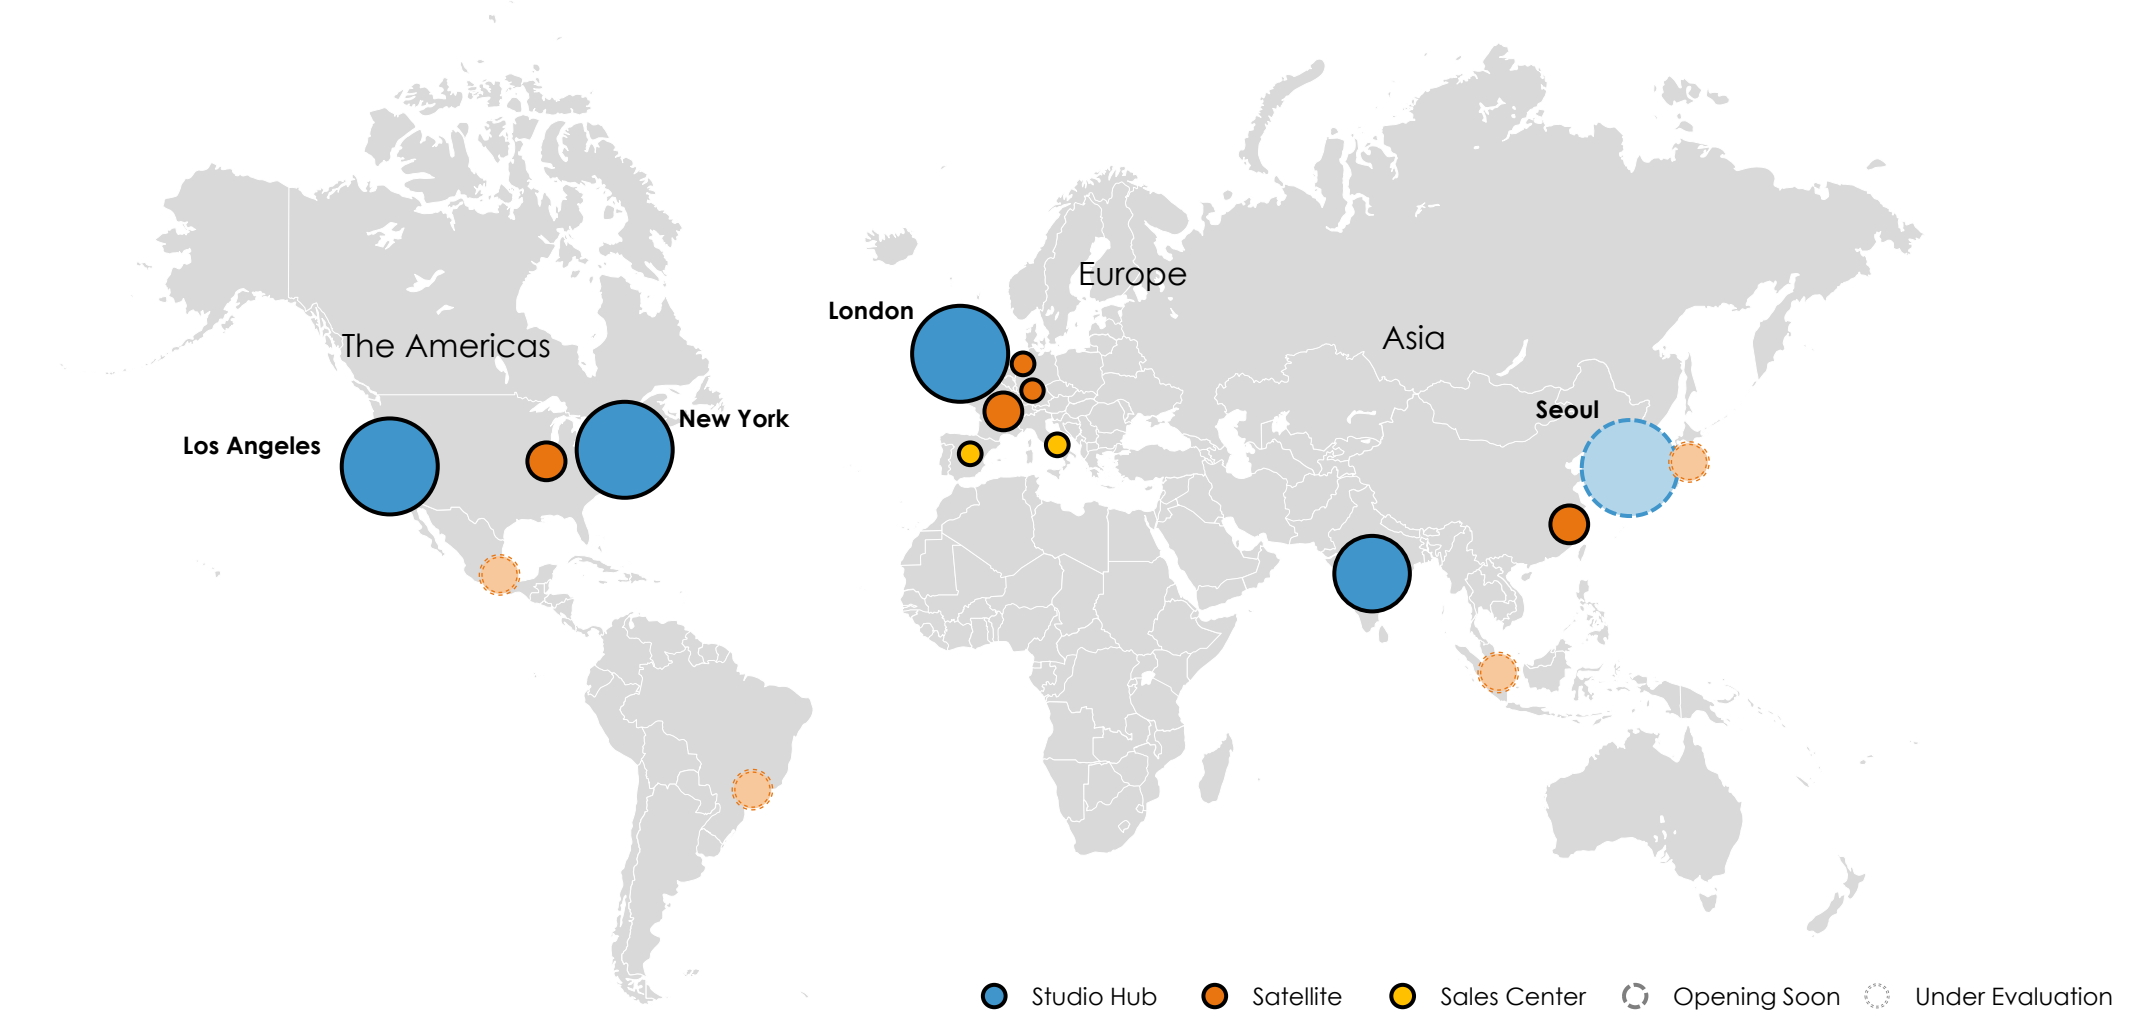 Europe
London
Asia
The Americas
Seoul
New York
Los Angeles
Studio Hub
Satellite
Sales Center
Opening Soon
Under Evaluation